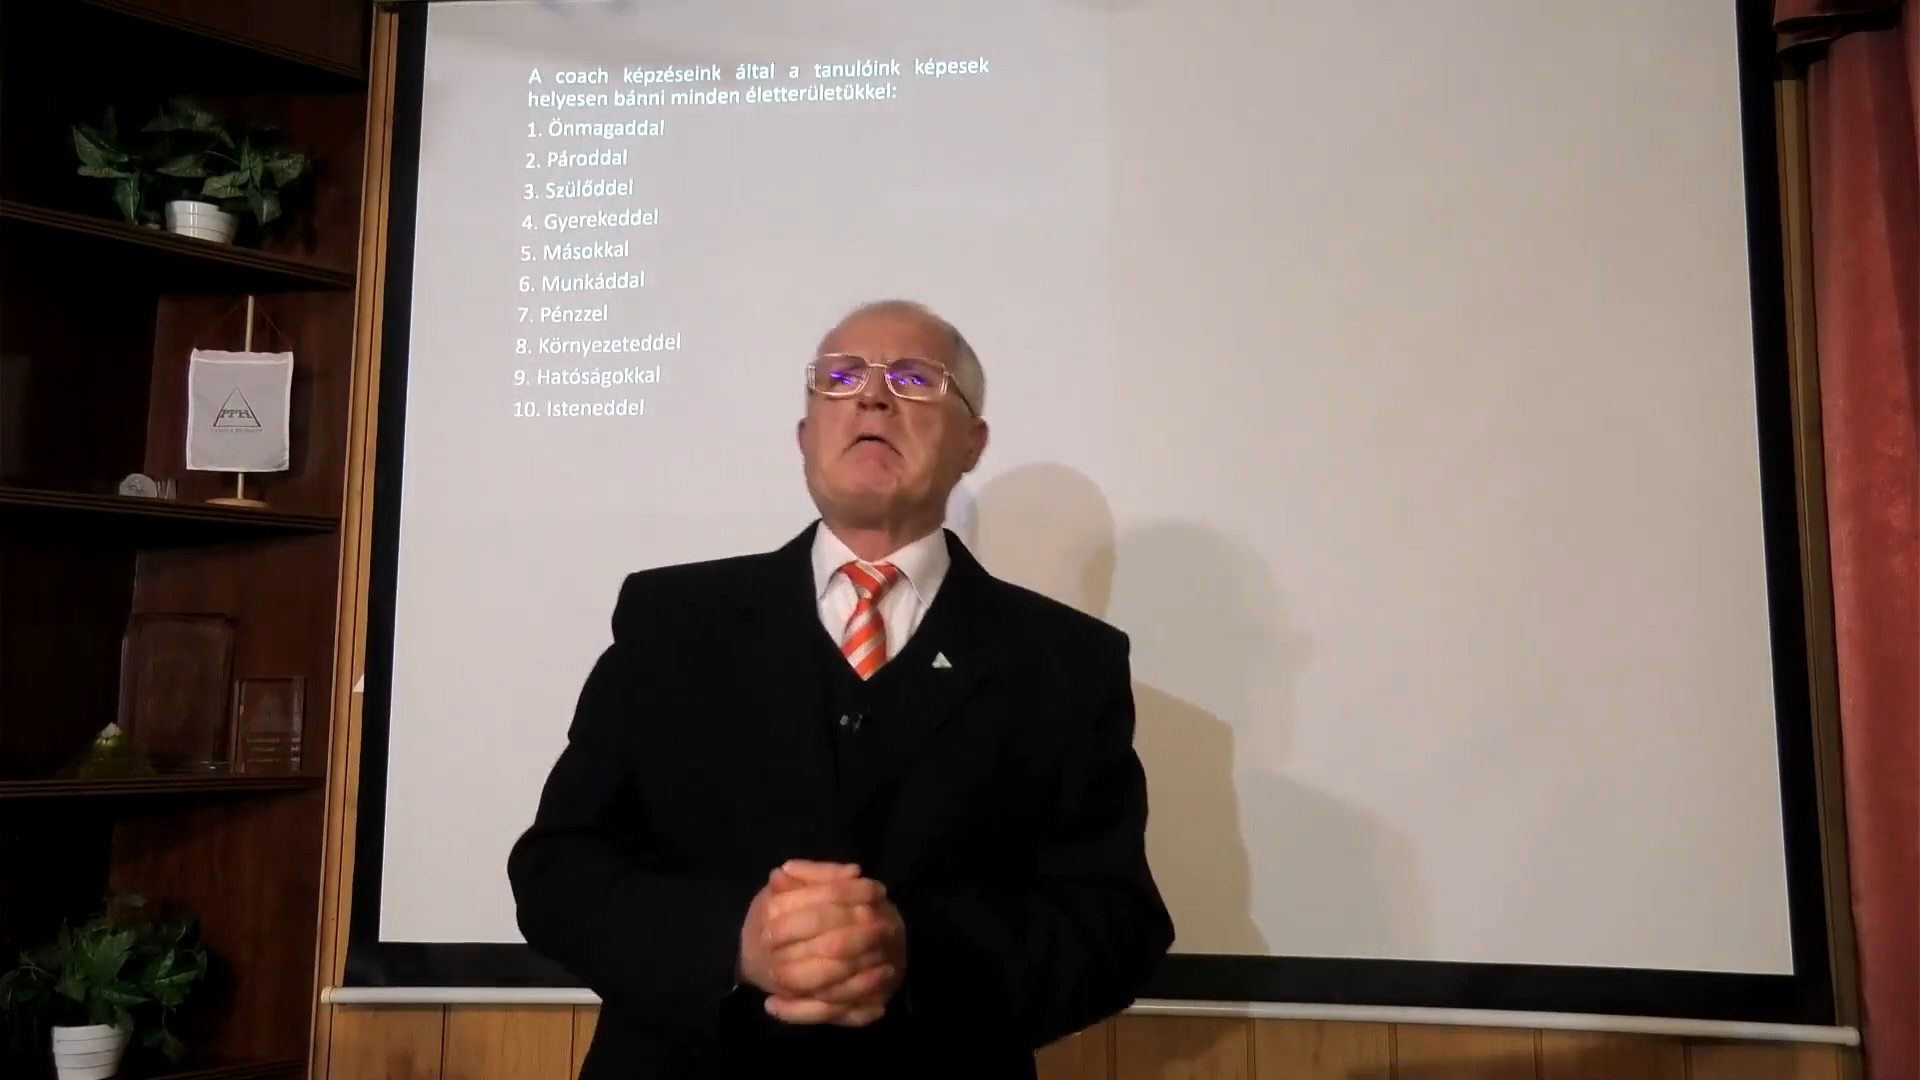 A coach képzéseink által a tanulóink képesek
helyesen bánni minden életterületükkel:
1. Önmagaddal
2. Pároddal
3. Szülőddel
4. Gyerekeddel
5. Másokkal
6. Munkáddal
7. Pénzzel
8. Környezeteddel
9. Hatóságokkal
10. Isteneddel
PPH